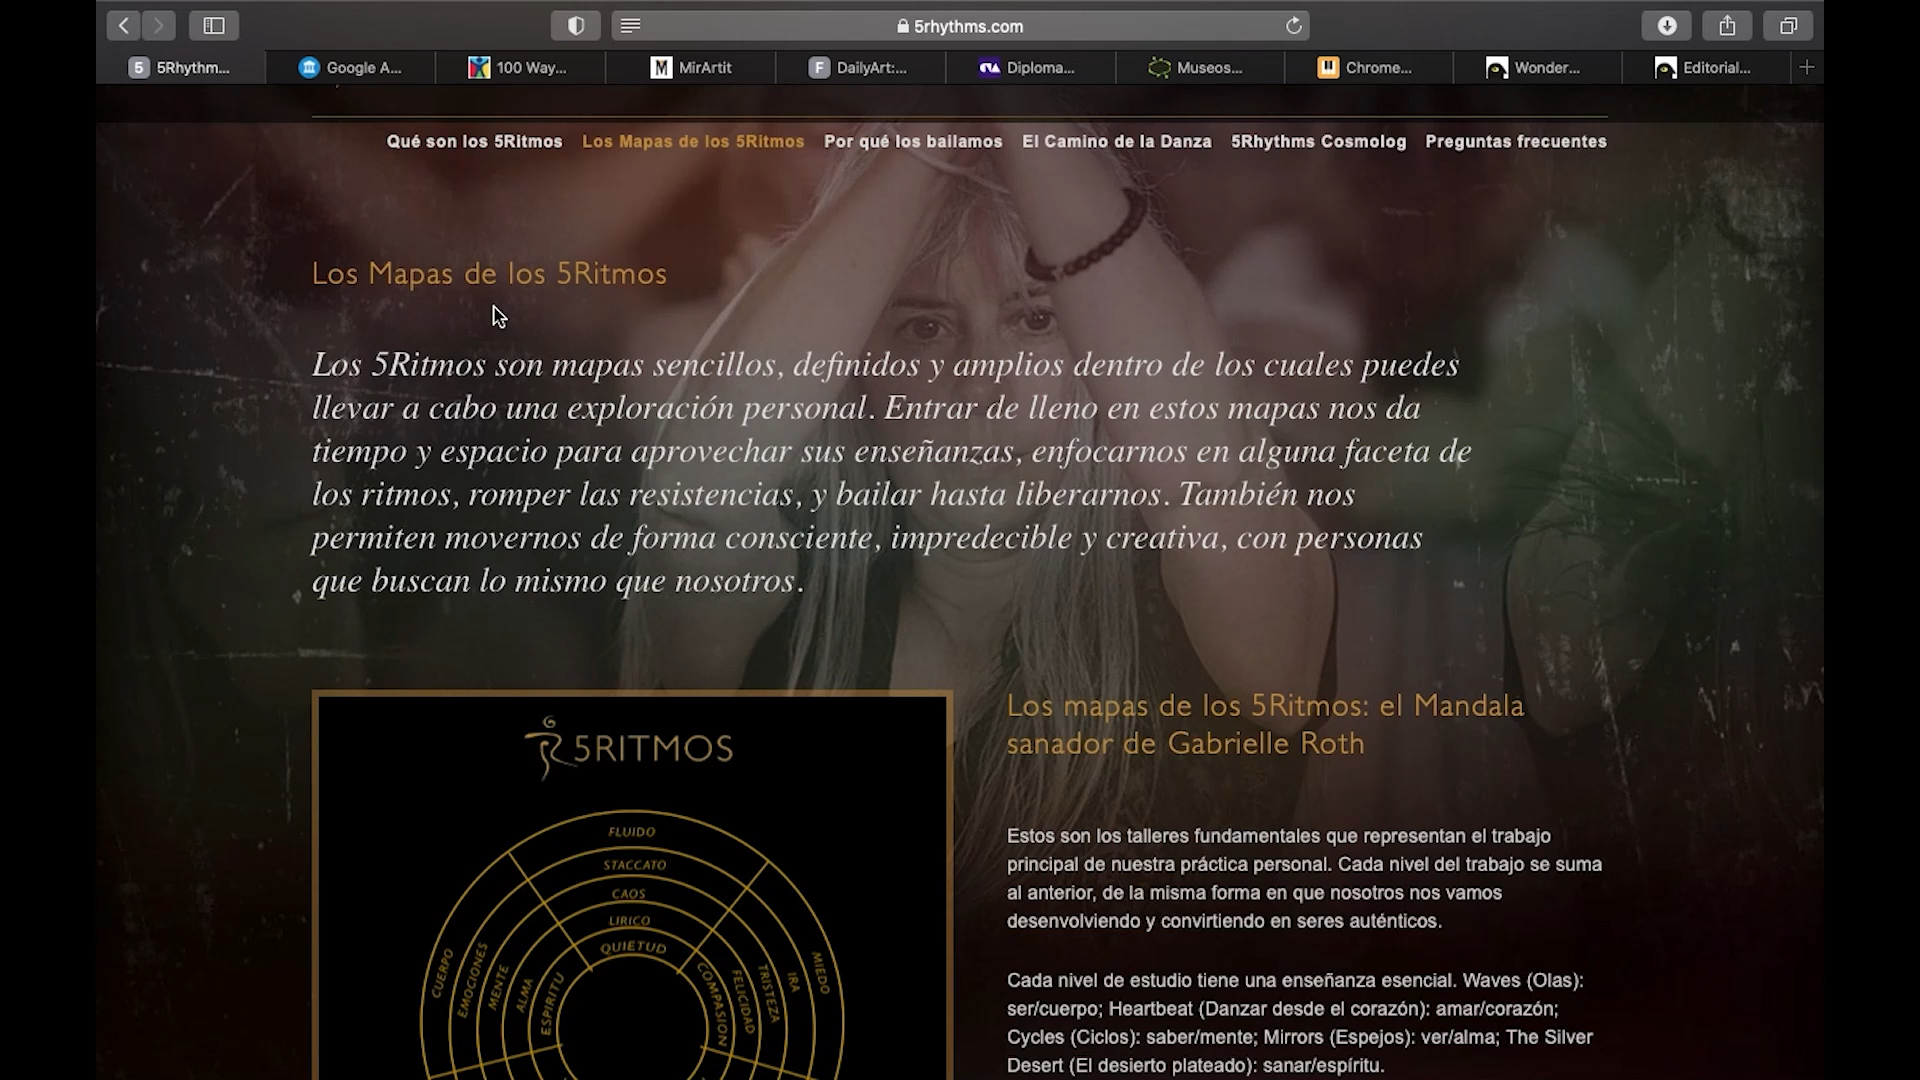 5rhythms.com
5 5Rhythm...
Google A...
100 Way...
M MirArtit
F DailyArt:...
Diploma...
Museos...
Chrome...
Wonder...
Editorial...
Qué son los 5Ritmos Los Mapas de los 5Ritmos Por qué los bailamos El Camino de la Danza 5Rhythms Cosmolog Preguntas frecuentes
Los Mapas de los 5Ritmos
Los 5Ritmos son mapas sencillos, definidos y amplios dentro de los cuales puedes
llevar a cabo una exploración personal. Entrar de lleno en estos mapas nos da
tiempo y espacio para aprovechar sus enseñanzas, enfocarnos en alguna faceta de
los ritmos, romper las resistencias, y bailar hasta liberarnos. También nos
permiten movernos de forma consciente, impredecible y creativa, con personas
que buscan lo mismo que nosotros.
5RITMOS
FLUIDO
STACCATO
CAOS
LIRICO
QUIETUD
CUERPO
EMOCIONES
MENTE
ALMA
ESPIRITU
COMPASION
FELICIDAD
TRISTEZA
IRA
MIEDO
Los mapas de los 5Ritmos: el Mandala
sanador de Gabrielle Roth
Estos son los talleres fundamentales que representan el trabajo
principal de nuestra práctica personal. Cada nivel del trabajo se suma
al anterior, de la misma forma en que nosotros nos vamos
desenvolviendo y convirtiendo en seres auténticos.
Cada nivel de estudio tiene una enseñanza esencial. Waves (Olas):
ser/cuerpo; Heartbeat (Danzar desde el corazón): amar/corazón;
Cycles (Ciclos): saber/mente; Mirrors (Espejos): ver/alma; The Silver
Desert (El desierto plateado): sanar/espíritu.